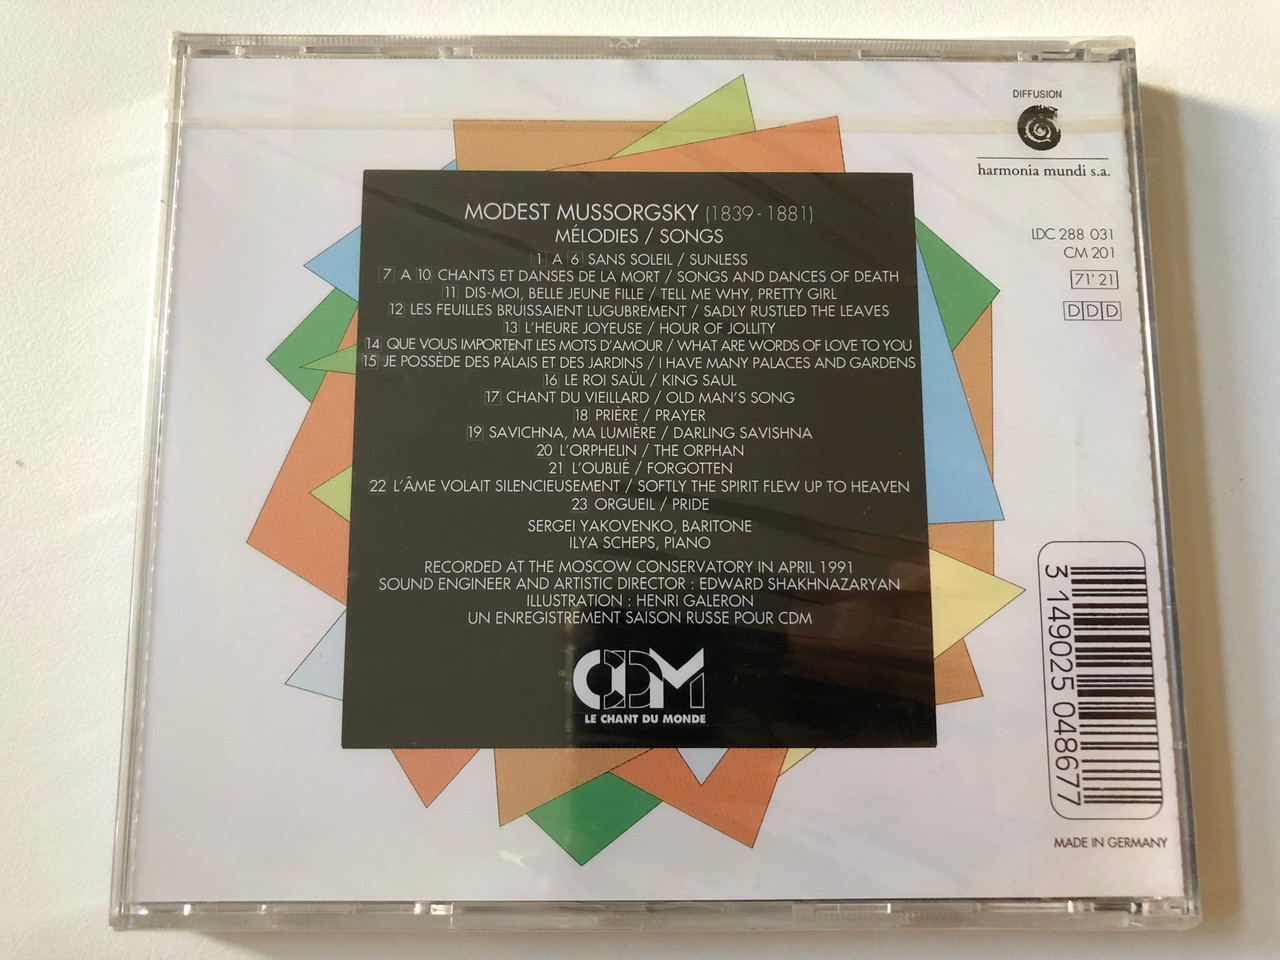 DIFFUSION
harmonia mundi s.a.
LDC 288 031
CM 201
71' 21
DDD
MODEST MUSSORGSKY (1839 - 1881)
MÉLODIES / SONGS
1 A 6 SANS SOLEIL / SUNLESS
7 A 10 CHANTS ET DANSES DE LA MORT / SONGS AND DANCES OF DEATH
11 DIS-MOI, BELLE JEUNE FILLE / TELL ME WHY, PRETTY GIRL
12 LES FEUILLES BRUISSAIENT LUGUBREMENT / SADLY RUSTLED THE LEAVES
13 L'HEURE JOYEUSE / HOUR OF JOLLITY
14 QUE VOUS IMPORTENT LES MOTS D'AMOUR / WHAT ARE WORDS OF LOVE TO YOU
15 JE POSSÈDE DES PALAIS ET DES JARDINS / I HAVE MANY PALACES AND GARDENS
16 LE ROI SAÜL / KING SAUL
17 CHANT DU VIEILLARD / OLD MAN'S SONG
18 PRIÈRE / PRAYER
19 SAVICHNA, MA LUMIÈRE / DARLING SAVISHNA
20 L'ORPHELIN / THE ORPHAN
21 L'OUBLIÉ / FORGOTTEN
22 L'ÂME VOLAIT SILENCIEUSEMENT / SOFTLY THE SPIRIT FLEW UP TO HEAVEN
23 ORGUEIL / PRIDE
SERGEI YAKOVENKO, BARITONE
ILYA SCHEPS, PIANO
RECORDED AT THE MOSCOW CONSERVATORY IN APRIL 1991
SOUND ENGINEER AND ARTISTIC DIRECTOR : EDWARD SHAKHNAZARYAN
ILLUSTRATION : HENRI GALERON
UN ENREGISTREMENT SAISON RUSSE POUR CDM
CDM
LE CHANT DU MONDE
3 149025 048677
MADE IN GERMANY